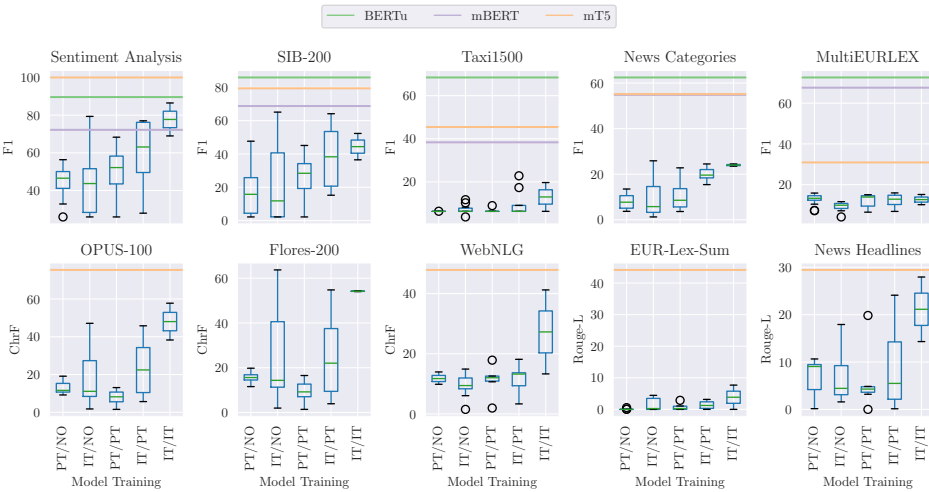 BERTu mBERT mT5
Sentiment Analysis SIB-200 Taxi1500 News Categories MultiEURLEX
F1 100 80 60 40
F1 80 60 40 20 0
F1 60 40 20
F1 60 40 20 0
F1 60 40 20
OPUS-100 Flores-200 WebNLG EUR-Lex-Sum News Headlines
ChrF 60 40 20 0
ChrF 60 40 20 0
ChrF 40 20 0
Rouge-L 40 20 0
Rouge-L 30 20 10 0
PT/NO IT/NO PT/PT IT/PT IT/IT PT/NO IT/NO PT/PT IT/PT IT/IT PT/NO IT/NO PT/PT IT/PT IT/IT PT/NO IT/NO PT/PT IT/PT IT/IT PT/NO IT/NO PT/PT IT/PT IT/IT
Model Training Model Training Model Training Model Training Model Training